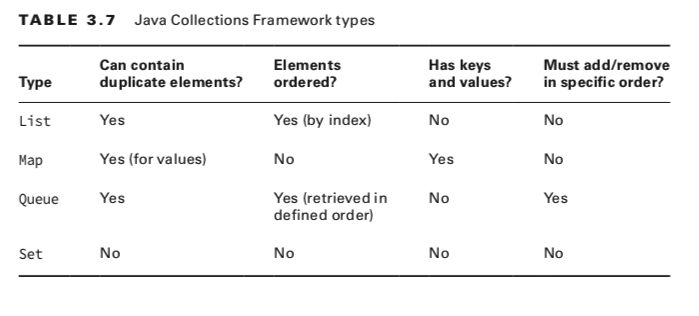 TABLE 3.7 Java Collections Framework types
Type Can contain duplicate elements? Elements ordered? Has keys and values? Must add/remove in specific order?
List Yes Yes (by index) No No
Map Yes (for values) No Yes No
Queue Yes Yes (retrieved in defined order) No Yes
Set No No No No